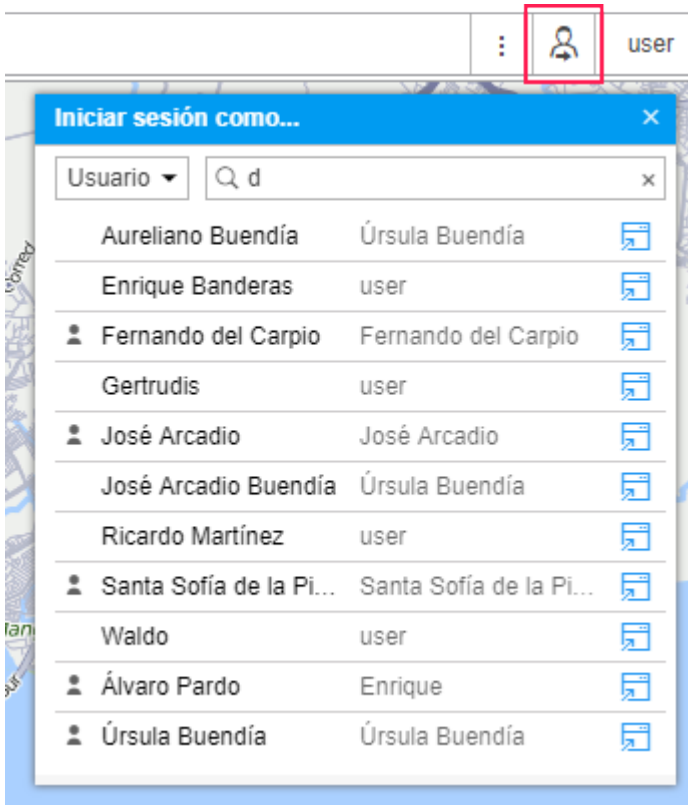 user
Iniciar sesión como...
Usuario d
Aureliano Buendía Úrsula Buendía
Enrique Banderas user
Fernando del Carpio Fernando del Carpio
Gertrudis user
José Arcadio José Arcadio
José Arcadio Buendía Úrsula Buendía
Ricardo Martínez user
Santa Sofía de la Pi... Santa Sofía de la Pi...
Waldo user
Álvaro Pardo Enrique
Úrsula Buendía Úrsula Buendía